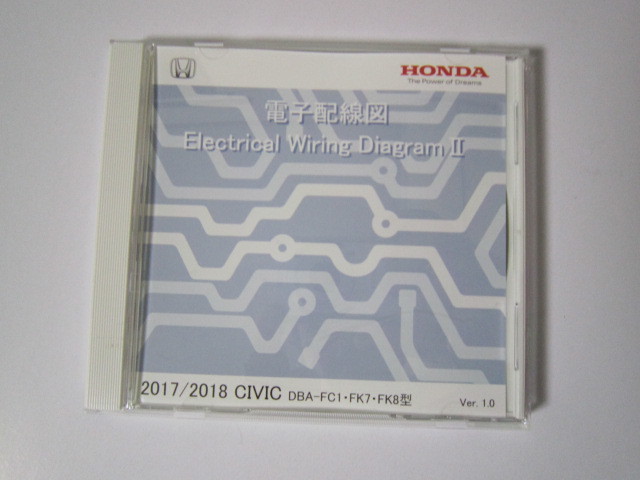 HONDA
The Power of Dreams
電子配線図
Electrical Wiring Diagram Ⅱ
2017/2018 CIVIC DBA-FC1・FK7・FK8型
Ver. 1.0